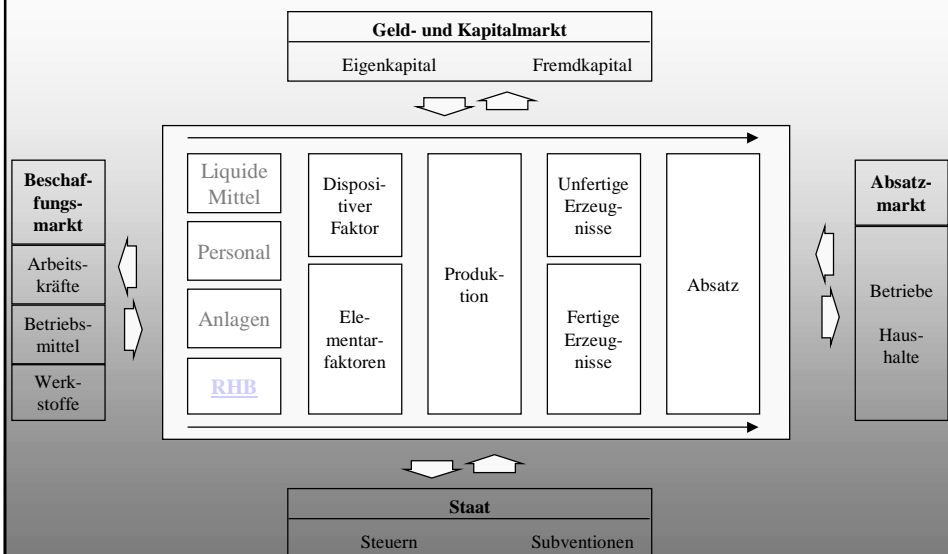 Geld- und Kapitalmarkt
Eigenkapital Fremdkapital
Beschaf-
fungs-
markt
Arbeits-
kräfte
Betriebs-
mittel
Werk-
stoffe
Liquide
Mittel
Personal
Anlagen
RHB
Disposi-
tiver
Faktor
Ele-
mentar-
faktoren
Produk-
tion
Unfertige
Erzeug-
nisse
Fertige
Erzeug-
nisse
Absatz
Absatz-
markt
Betriebe
Haus-
halte
Staat
Steuern Subventionen